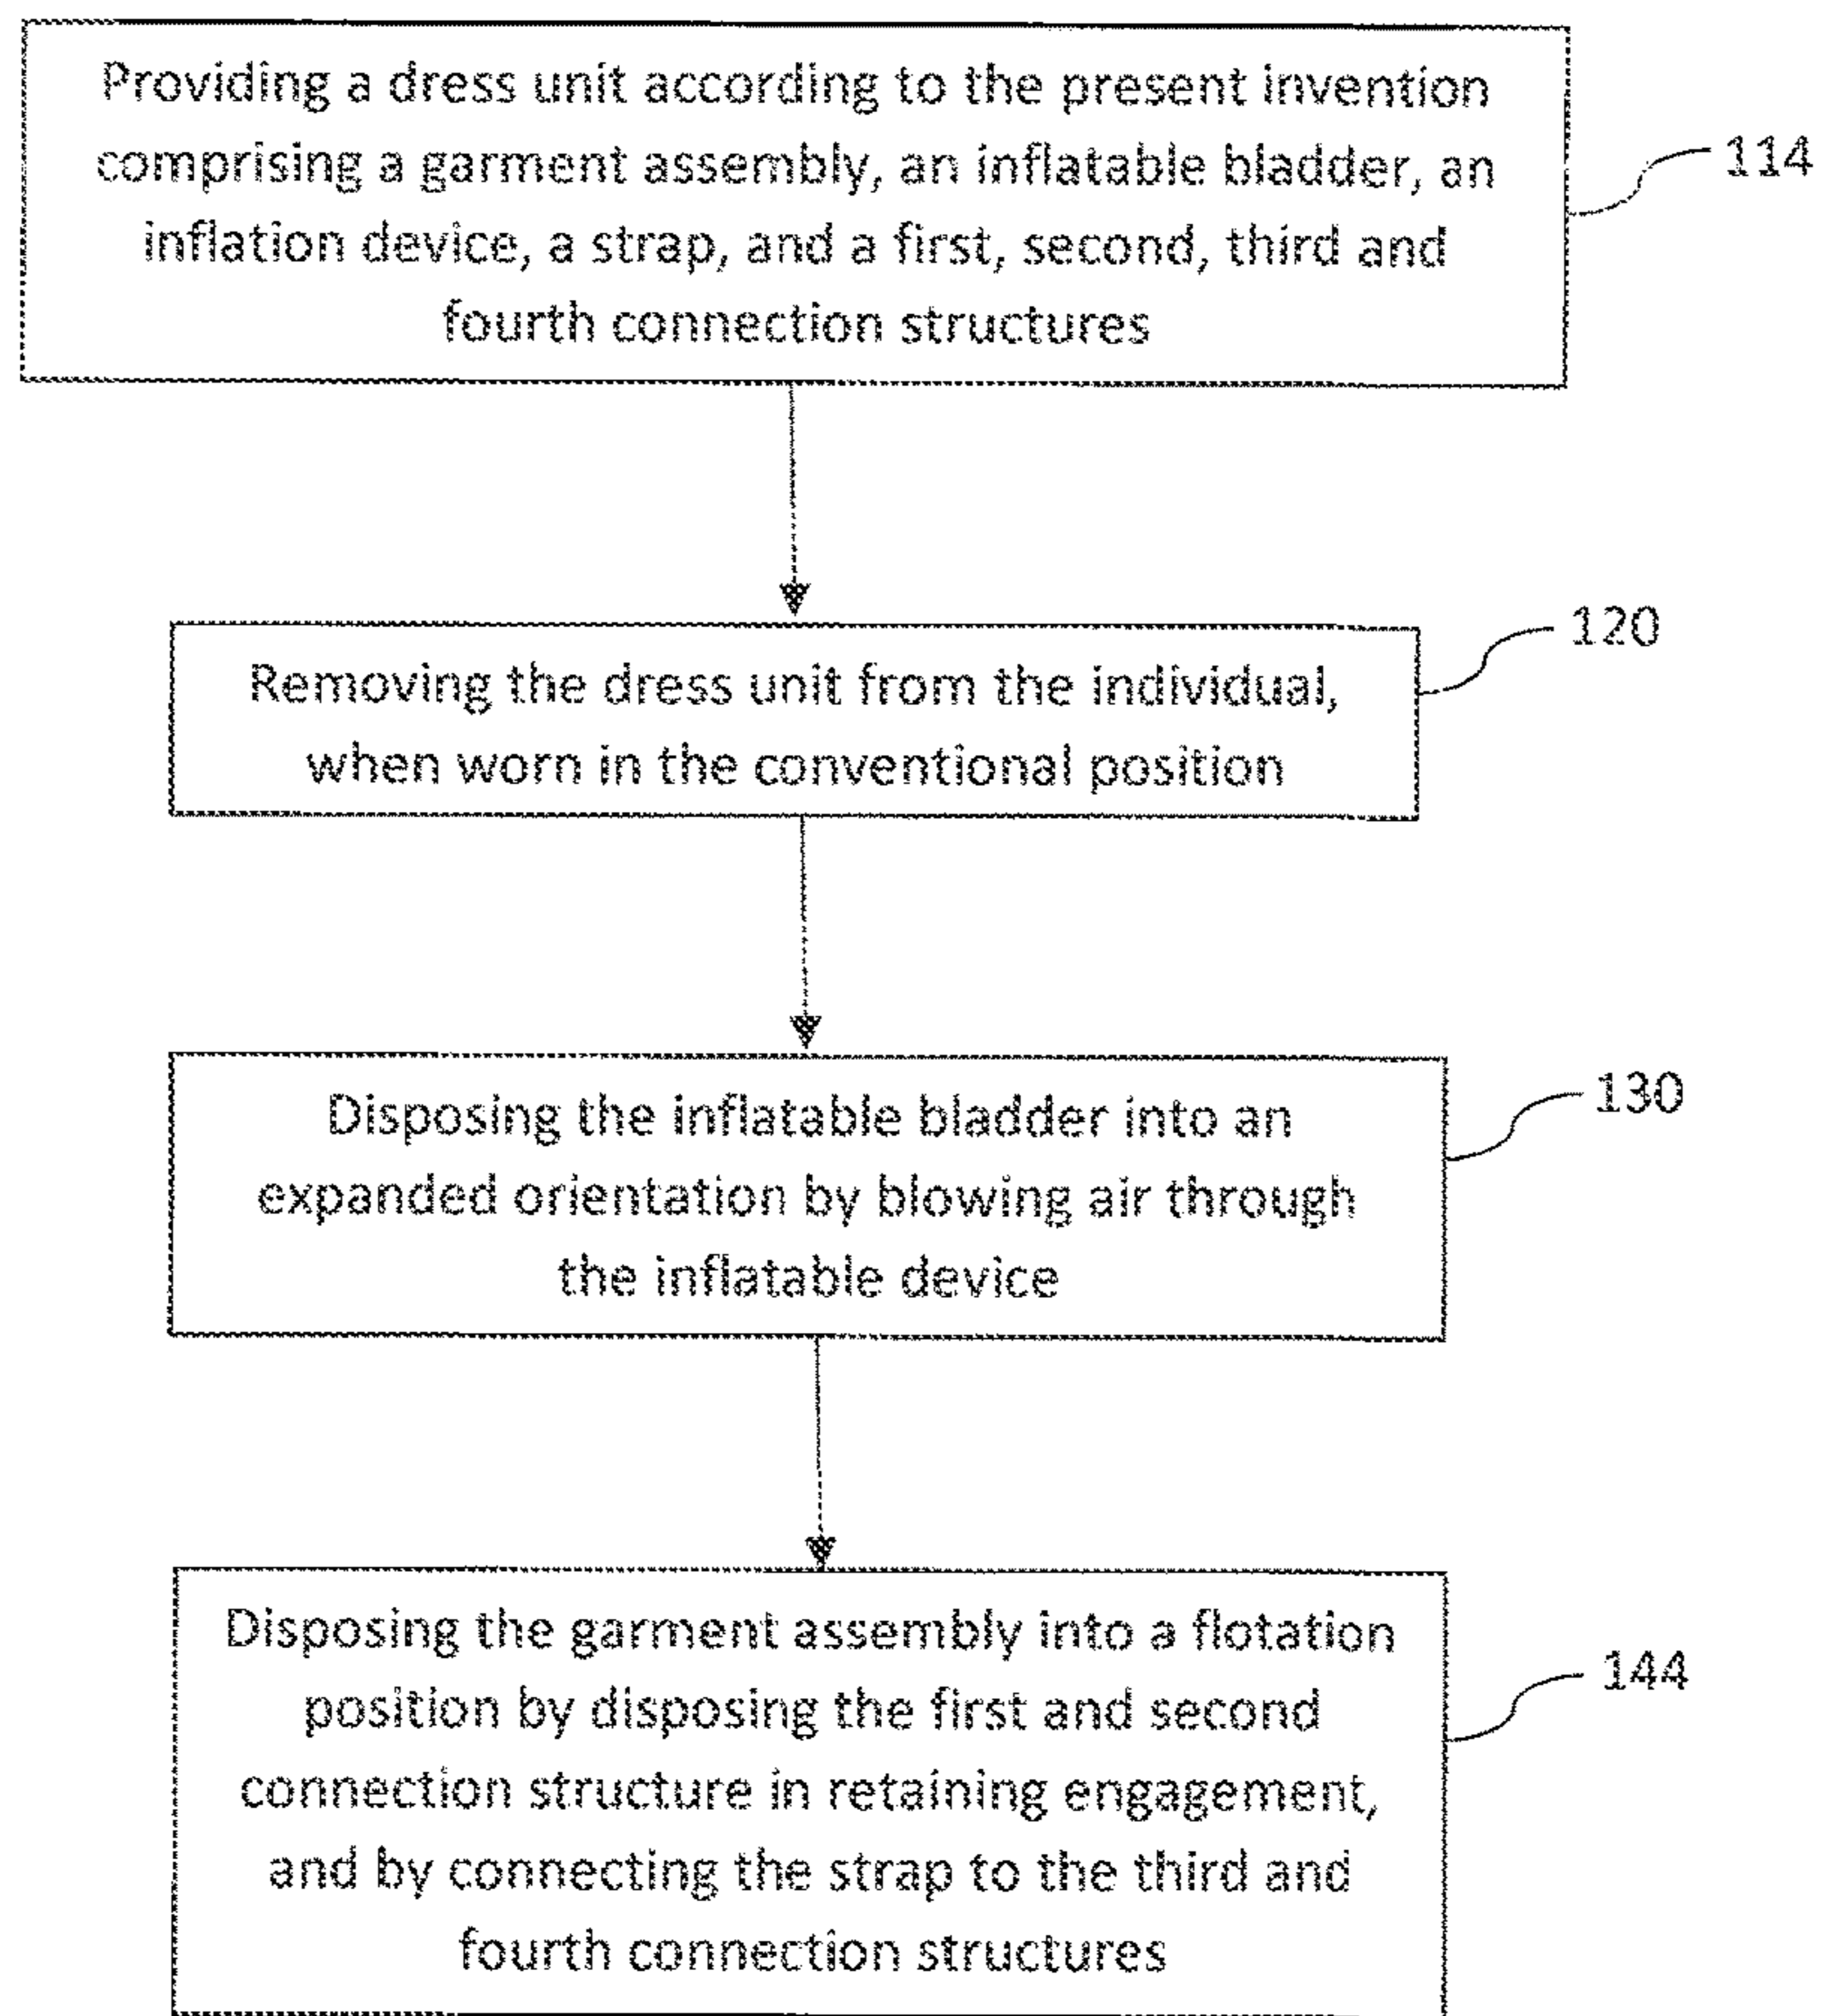 Providing a dress unit according to the present invention
comprising a garment assembly, an inflatable bladder, an
inflation device, a strap, and a first, second, third and
fourth connection structures
114
Removing the dress unit from the individual,
when worn in the conventional position
120
Disposing the inflatable bladder into an
expanded orientation by blowing air through
the inflatable device
130
Disposing the garment assembly into a flotation
position by disposing the first and second
connection structure in retaining engagement,
and by connecting the strap to the third and
fourth connection structures
144